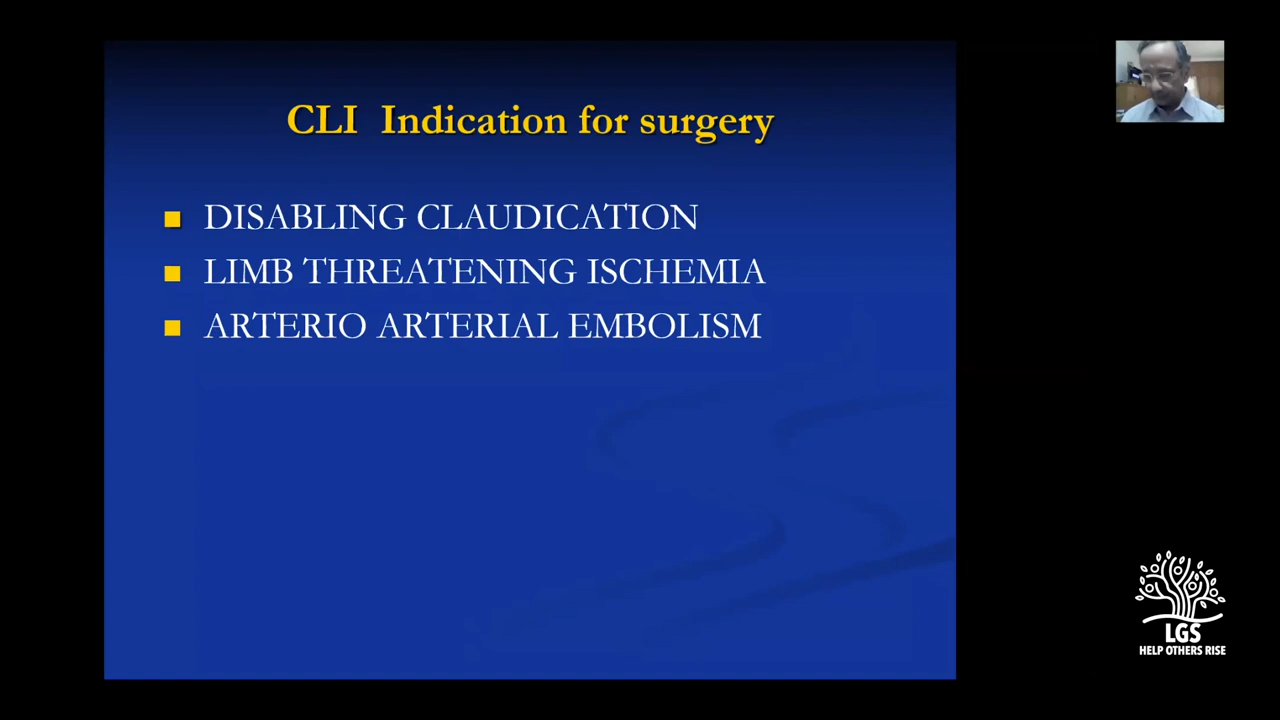 CLI Indication for surgery
DISABLING CLAUDICATION
LIMB THREATENING ISCHEMIA
ARTERIO ARTERIAL EMBOLISM
LGS
HELP OTHERS RISE